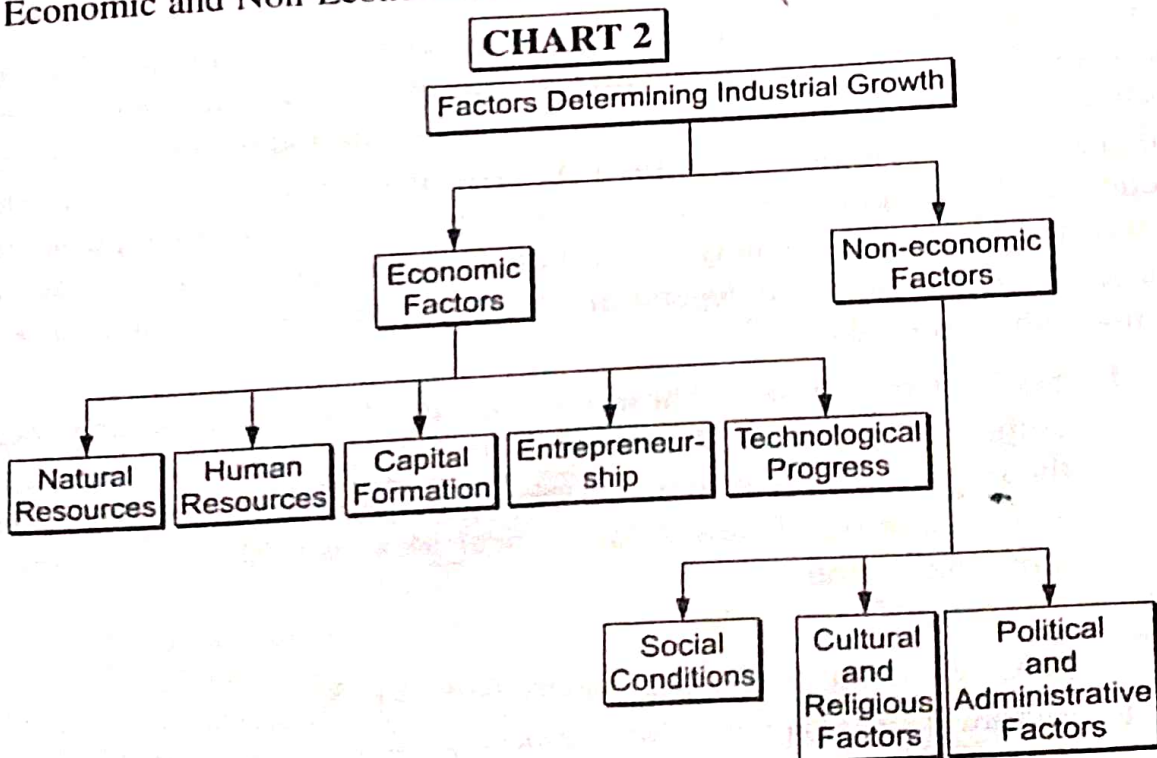 Economic and Non
CHART 2
Factors Determining Industrial Growth
Economic
Factors
Non-economic
Factors
Natural
Resources
Human
Resources
Capital
Formation
Entrepreneur-
ship
Technological
Progress
Social
Conditions
Cultural
and
Religious
Factors
Political
and
Administrative
Factors